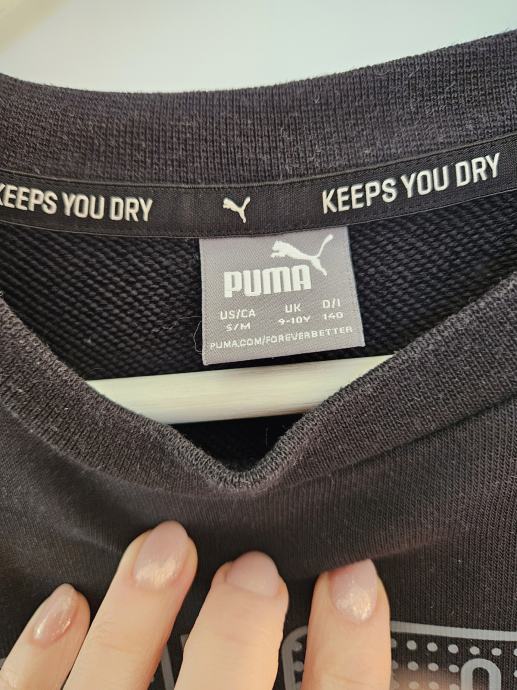 KEEPS YOU DRY
KEEPS YOU DRY
PUMA
US/CA UK D/I
S/M 9-10Y 140
PUMA.COM/FOREVERBETTER